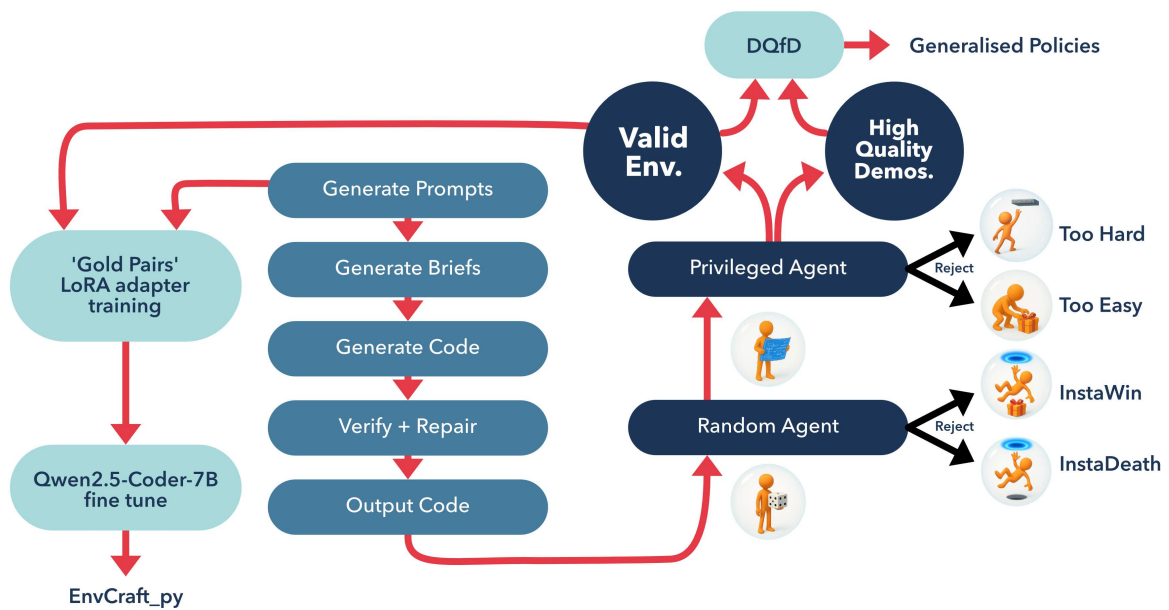 DQfD
Generalised Policies
Valid
Env.
High
Quality
Demos.
Generate Prompts
'Gold Pairs'
LoRA adapter
training
Generate Briefs
Privileged Agent
Reject
Too Hard
Too Easy
Generate Code
Verify + Repair
Random Agent
Reject
InstaWin
InstaDeath
Qwen2.5-Coder-7B
fine tune
Output Code
EnvCraft_py